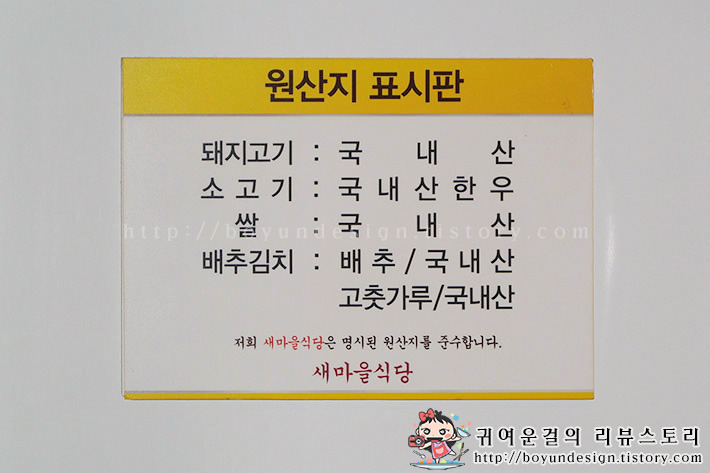 원산지 표시판
돼지고기 : 국 내 산
소 고 기 : 국 내 산 한 우
쌀 : 국 내 산
http://boyundesign.tistory.com
배추김치 : 배 추 / 국 내 산
고춧가루/국내산
저희 새마을식당은 명시된 원산지를 준수합니다.
새마을식당
귀여운걸의 리뷰스토리
http://boyundesign.tistory.com